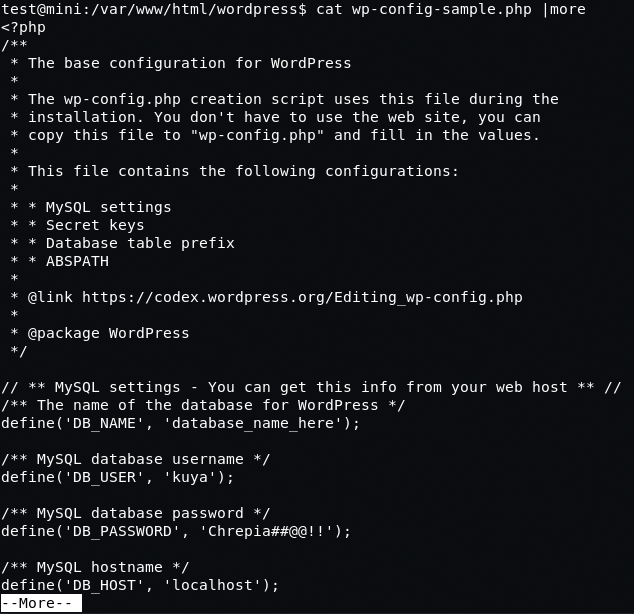 test@mini:/var/www/html/wordpress$ cat wp-config-sample.php |more
<?php
/**
 * The base configuration for WordPress
 *
 * The wp-config.php creation script uses this file during the
 * installation. You don't have to use the web site, you can
 * copy this file to "wp-config.php" and fill in the values.
 *
 * This file contains the following configurations:
 *
 * * MySQL settings
 * * Secret keys
 * * Database table prefix
 * * ABSPATH
 *
 * @link https://codex.wordpress.org/Editing_wp-config.php
 *
 * @package WordPress
 */

// ** MySQL settings - You can get this info from your web host ** //
/** The name of the database for WordPress */
define('DB_NAME', 'database_name_here');

/** MySQL database username */
define('DB_USER', 'kuya');

/** MySQL database password */
define('DB_PASSWORD', 'Chrepia##@@!!');

/** MySQL hostname */
define('DB_HOST', 'localhost');
--More--